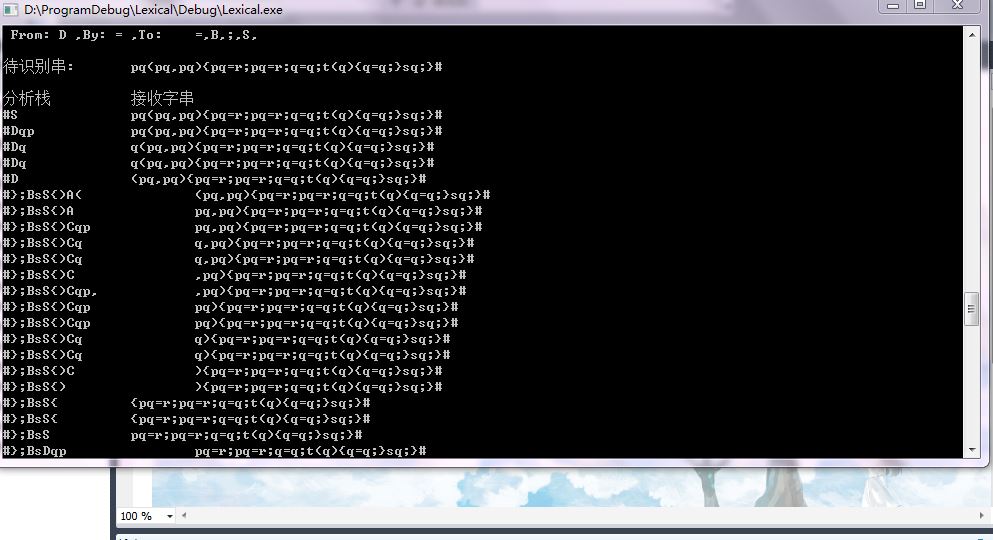 D:\ProgramDebug\Lexical\Debug\Lexical.exe
From: D ,By: = ,To:    =,B,;,S,
待识别串:       pq(pq,pq){pq=r;pq=r;q=q;t(q){q=q;}sq;}#
分析栈          接收字串
#S              pq(pq,pq){pq=r;pq=r;q=q;t(q){q=q;}sq;}#
#Dqp            pq(pq,pq){pq=r;pq=r;q=q;t(q){q=q;}sq;}#
#Dq             q(pq,pq){pq=r;pq=r;q=q;t(q){q=q;}sq;}#
#Dq             q(pq,pq){pq=r;pq=r;q=q;t(q){q=q;}sq;}#
#D              (pq,pq){pq=r;pq=r;q=q;t(q){q=q;}sq;}#
#};BsS{)A(              (pq,pq){pq=r;pq=r;q=q;t(q){q=q;}sq;}#
#};BsS{)A               pq,pq){pq=r;pq=r;q=q;t(q){q=q;}sq;}#
#};BsS{)Cqp             pq,pq){pq=r;pq=r;q=q;t(q){q=q;}sq;}#
#};BsS{)Cq              q,pq){pq=r;pq=r;q=q;t(q){q=q;}sq;}#
#};BsS{)Cq              q,pq){pq=r;pq=r;q=q;t(q){q=q;}sq;}#
#};BsS{)C               ,pq){pq=r;pq=r;q=q;t(q){q=q;}sq;}#
#};BsS{)Cqp,            ,pq){pq=r;pq=r;q=q;t(q){q=q;}sq;}#
#};BsS{)Cqp             pq){pq=r;pq=r;q=q;t(q){q=q;}sq;}#
#};BsS{)Cqp             pq){pq=r;pq=r;q=q;t(q){q=q;}sq;}#
#};BsS{)Cq              q){pq=r;pq=r;q=q;t(q){q=q;}sq;}#
#};BsS{)Cq              q){pq=r;pq=r;q=q;t(q){q=q;}sq;}#
#};BsS{)C               ){pq=r;pq=r;q=q;t(q){q=q;}sq;}#
#};BsS{)                ){pq=r;pq=r;q=q;t(q){q=q;}sq;}#
#};BsS{         {pq=r;pq=r;q=q;t(q){q=q;}sq;}#
#};BsS{         {pq=r;pq=r;q=q;t(q){q=q;}sq;}#
#};BsS          pq=r;pq=r;q=q;t(q){q=q;}sq;}#
#};BsDqp                pq=r;pq=r;q=q;t(q){q=q;}sq;}#
100 %